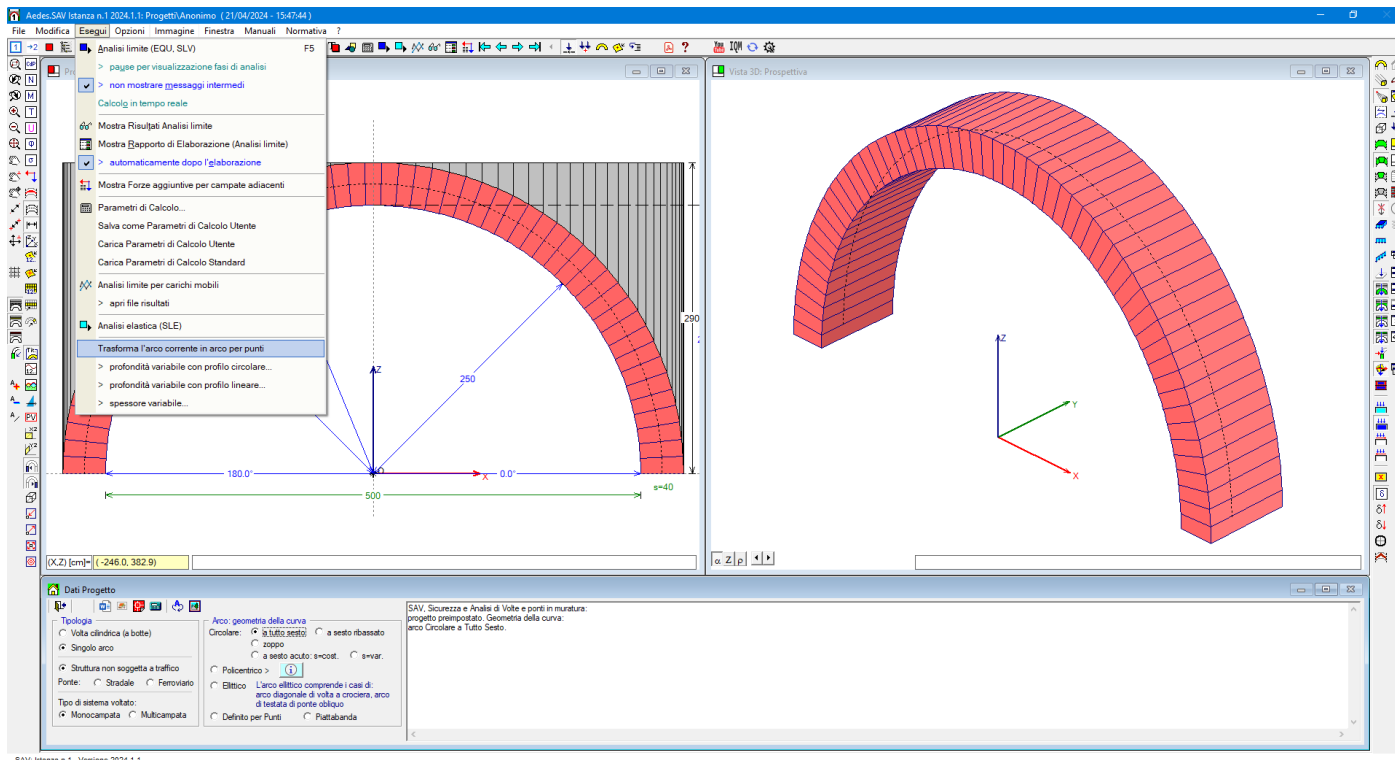 Aedes.SAV Istanza n.1 2024.1.1: Progetti\Anonimo ( 21/04/2024 - 15:47:44 )
File Modifica Esegui Opzioni Immagine Finestra Manuali Normativa ?
Analisi limite (EQU, SLV) F5
> pause per visualizzazione fasi di analisi
> non mostrare messaggi intermedi
Calcolo in tempo reale
Mostra Risultati Analisi limite
Mostra Rapporto di Elaborazione (Analisi limite)
> automaticamente dopo l'elaborazione
Mostra Forze aggiuntive per campate adiacenti
Parametri di Calcolo...
Salva come Parametri di Calcolo Utente
Carica Parametri di Calcolo Utente
Carica Parametri di Calcolo Standard
Analisi limite per carichi mobili
> apri file risultati
Analisi elastica (SLE)
Trasforma l'arco corrente in arco per punti
> profondità variabile con profilo circolare...
> profondità variabile con profilo lineare...
> spessore variabile...
290
Z
250
180.0°
X
0.0°
500
s=40
(X,Z) [cm]= ( -246.0, 382.9)
Vista 3D: Prospettiva
Z
Y
X
α Z ρ
Dati Progetto
Tipologia
Volta cilindrica (a botte)
Singolo arco
Struttura non soggetta a traffico
Ponte: Stradale Ferroviario
Tipo di sistema voltato:
Monocampata Multicampata
Arco: geometria della curva
Circolare: a tutto sesto a sesto ribassato
zoppo
a sesto acuto: s=cost. s=var.
Policentrico >
Ellittico L'arco ellittico comprende i casi di:
arco diagonale di volta a crociera, arco
di testata di ponte obliquo
Definito per Punti Piattabanda
SAV, Sicurezza e Analisi di Volte e ponti in muratura:
progetto preimpostato. Geometria della curva:
arco Circolare a Tutto Sesto.
SAV: Istanza n.1 - Versione 2024.1.1